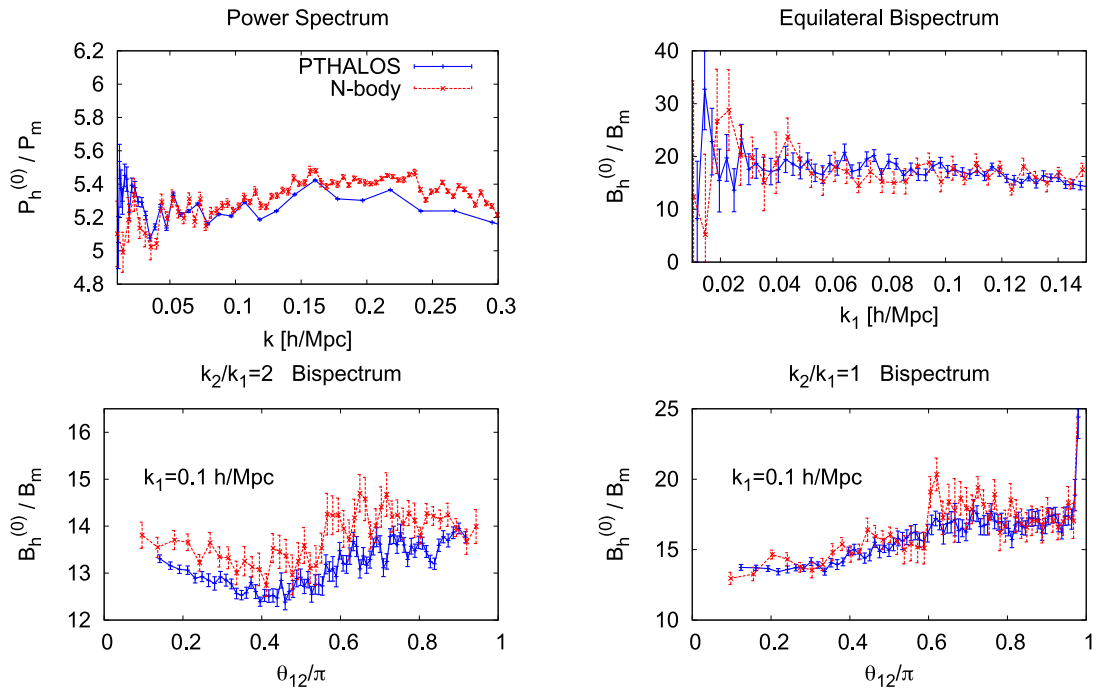 Power Spectrum
P_h^(0) / P_m
6.2
6
5.8
5.6
5.4
5.2
5
4.8
PTHALOS
N-body
0.05 0.1 0.15 0.2 0.25 0.3
k [h/Mpc]
Equilateral Bispectrum
B_h^(0) / B_m
40
30
20
10
0
0.02 0.04 0.06 0.08 0.1 0.12 0.14
k_1 [h/Mpc]
k_2/k_1=2 Bispectrum
B_h^(0) / B_m
16
15
14
13
12
k_1=0.1 h/Mpc
0 0.2 0.4 0.6 0.8 1
θ_12/π
k_2/k_1=1 Bispectrum
B_h^(0) / B_m
25
20
15
10
k_1=0.1 h/Mpc
0 0.2 0.4 0.6 0.8 1
θ_12/π